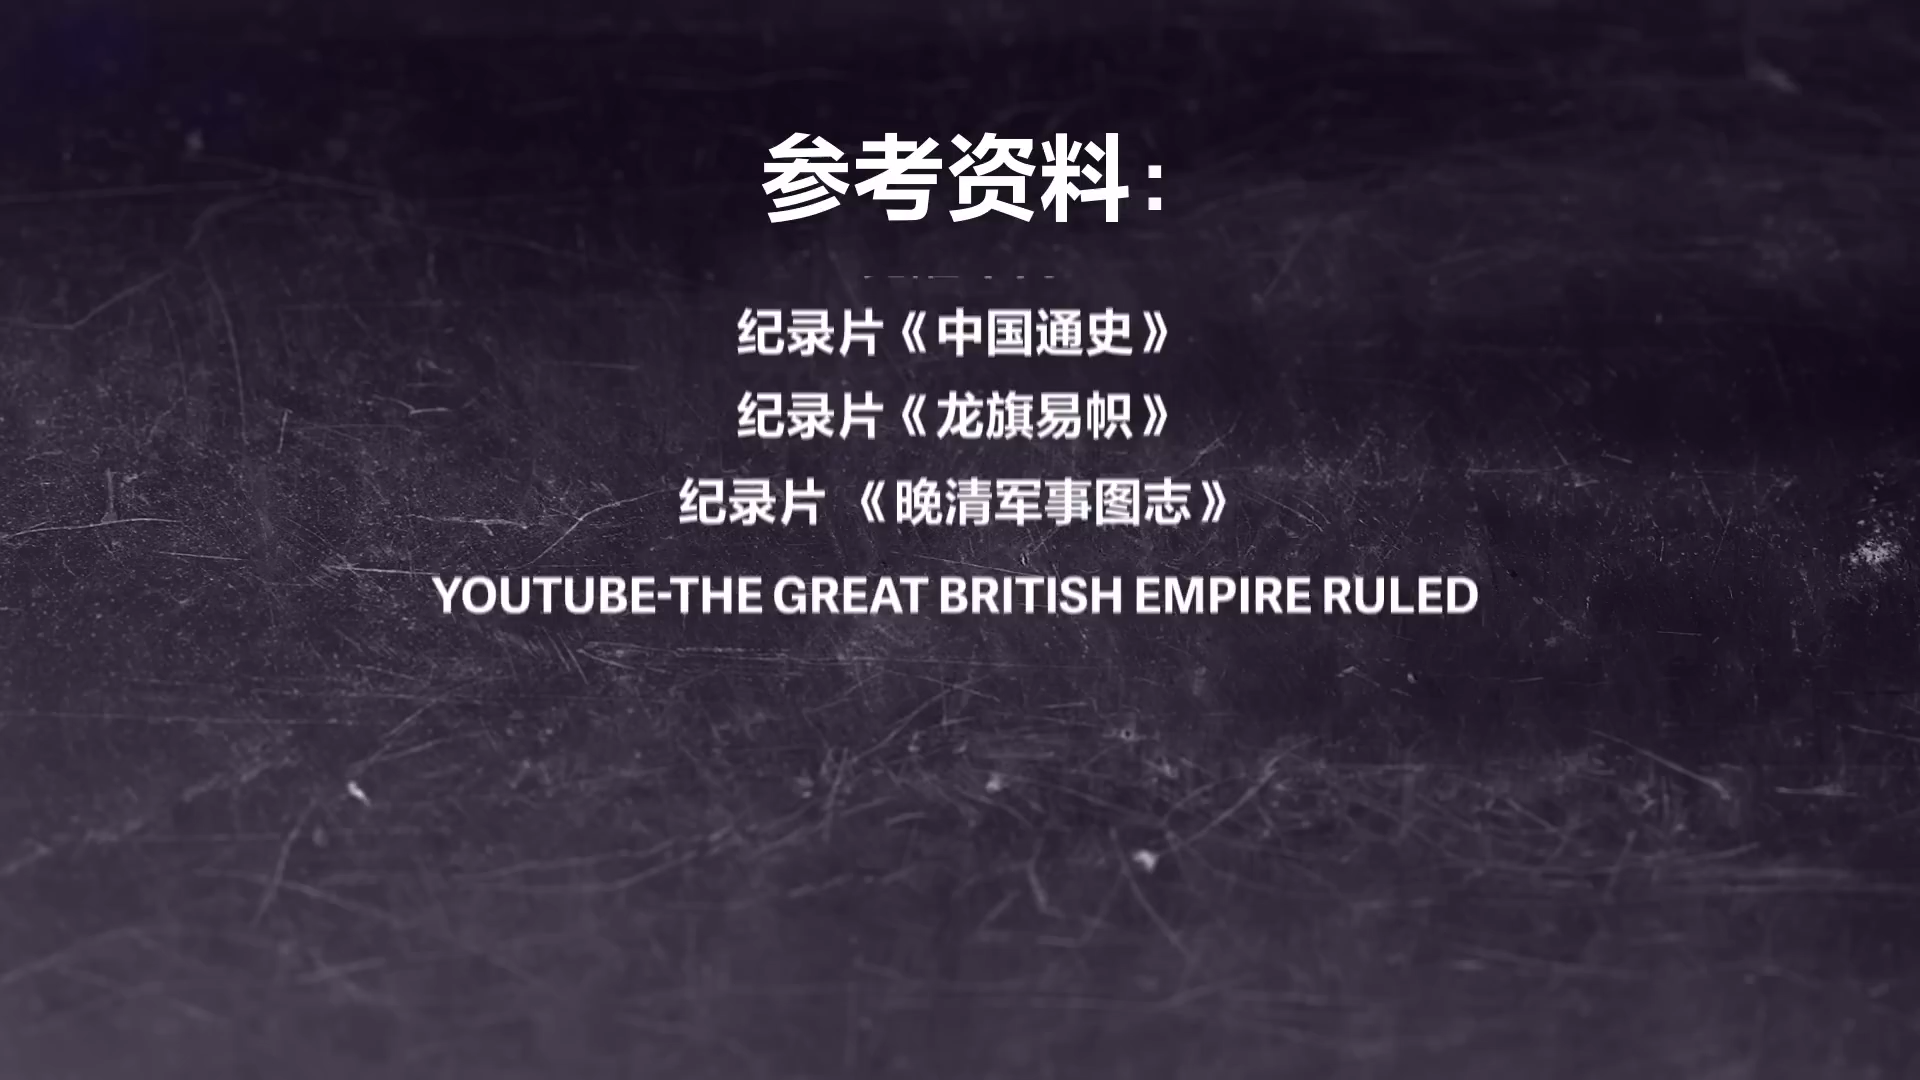 参考资料：
纪录片《中国通史》
纪录片《龙旗易帜》
纪录片 《晚清军事图志》
YOUTUBE-THE GREAT BRITISH EMPIRE RULED